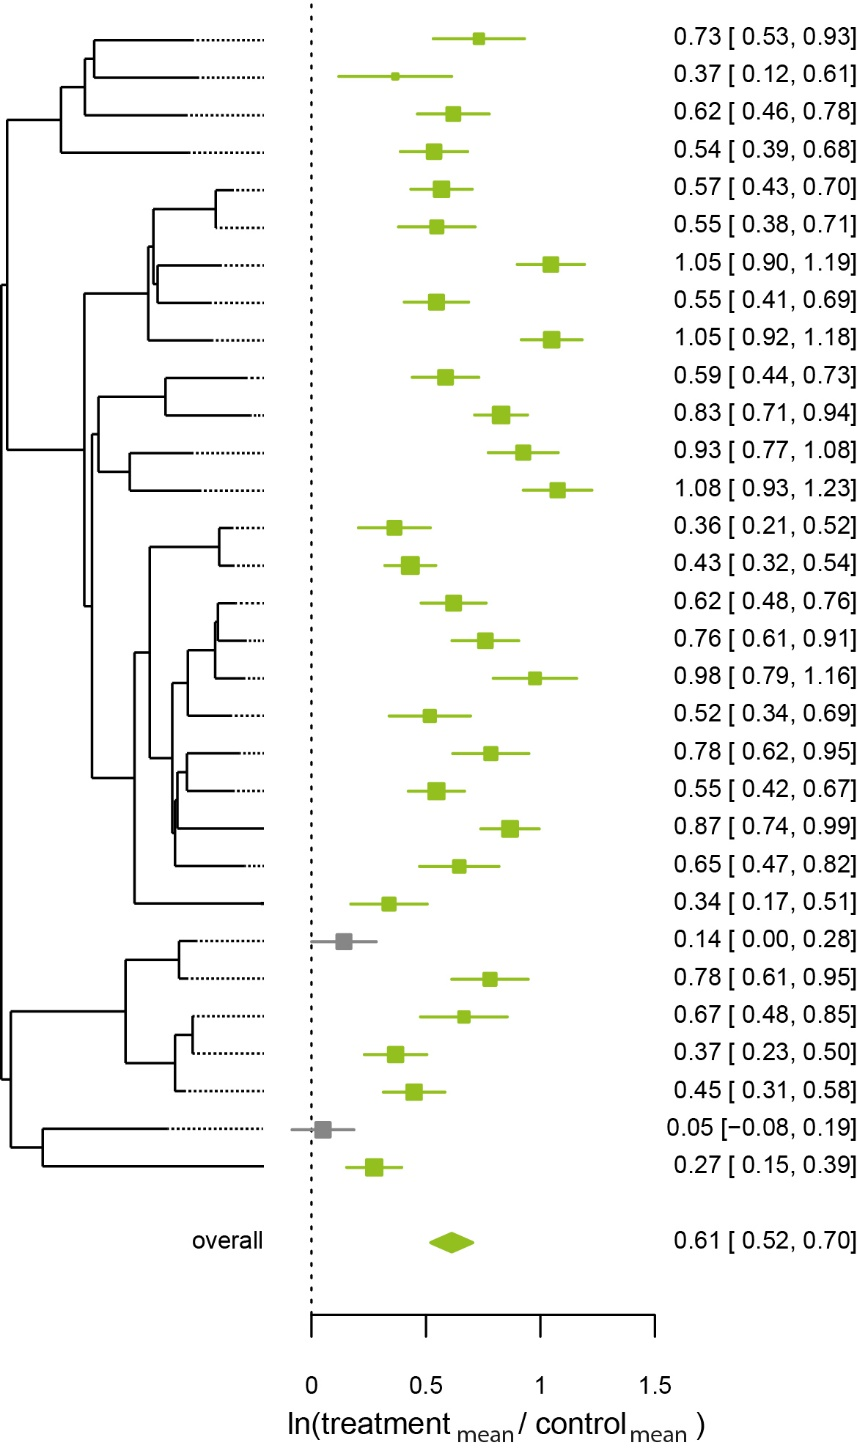 0.73 [ 0.53, 0.93]
0.37 [ 0.12, 0.61]
0.62 [ 0.46, 0.78]
0.54 [ 0.39, 0.68]
0.57 [ 0.43, 0.70]
0.55 [ 0.38, 0.71]
1.05 [ 0.90, 1.19]
0.55 [ 0.41, 0.69]
1.05 [ 0.92, 1.18]
0.59 [ 0.44, 0.73]
0.83 [ 0.71, 0.94]
0.93 [ 0.77, 1.08]
1.08 [ 0.93, 1.23]
0.36 [ 0.21, 0.52]
0.43 [ 0.32, 0.54]
0.62 [ 0.48, 0.76]
0.76 [ 0.61, 0.91]
0.98 [ 0.79, 1.16]
0.52 [ 0.34, 0.69]
0.78 [ 0.62, 0.95]
0.55 [ 0.42, 0.67]
0.87 [ 0.74, 0.99]
0.65 [ 0.47, 0.82]
0.34 [ 0.17, 0.51]
0.14 [ 0.00, 0.28]
0.78 [ 0.61, 0.95]
0.67 [ 0.48, 0.85]
0.37 [ 0.23, 0.50]
0.45 [ 0.31, 0.58]
0.05 [−0.08, 0.19]
0.27 [ 0.15, 0.39]
overall 0.61 [ 0.52, 0.70]
0 0.5 1 1.5
ln(treatment mean / control mean )